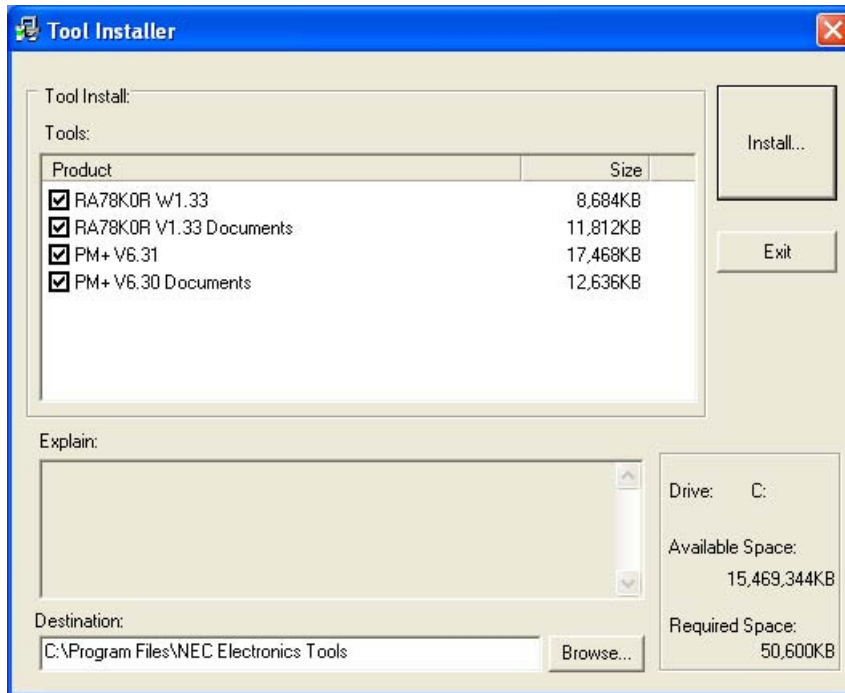 Tool Installer
Tool Install:
Tools:
Product Size
RA78K0R W1.33 8,684KB
RA78K0R V1.33 Documents 11,812KB
PM+ V6.31 17,468KB
PM+ V6.30 Documents 12,636KB
Install...
Exit
Explain:
Drive: C:
Available Space:
15,469,344KB
Required Space:
50,600KB
Destination:
C:\Program Files\NEC Electronics Tools
Browse...